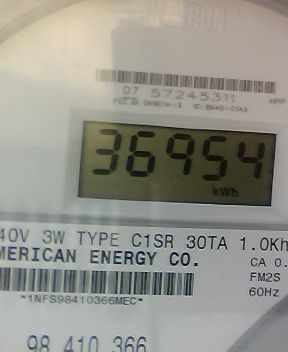 07 57245311
36954
kWh
40V 3W TYPE C1SR 30TA 1.0Kh
MERICAN ENERGY CO.
CA 0.
FM2S
60Hz
*1NFS98410366MEC*
98 410 366